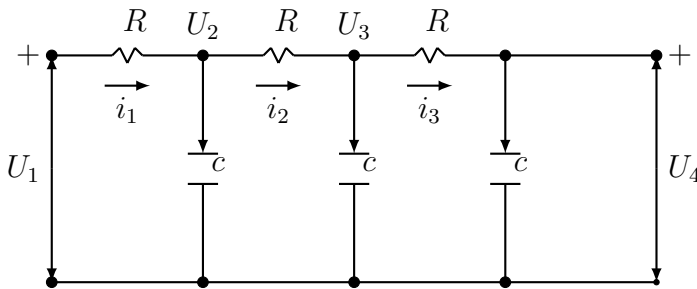 R U₂ R U₃ R
+ +
i₁ i₂ i₃
U₁ c c c U₄